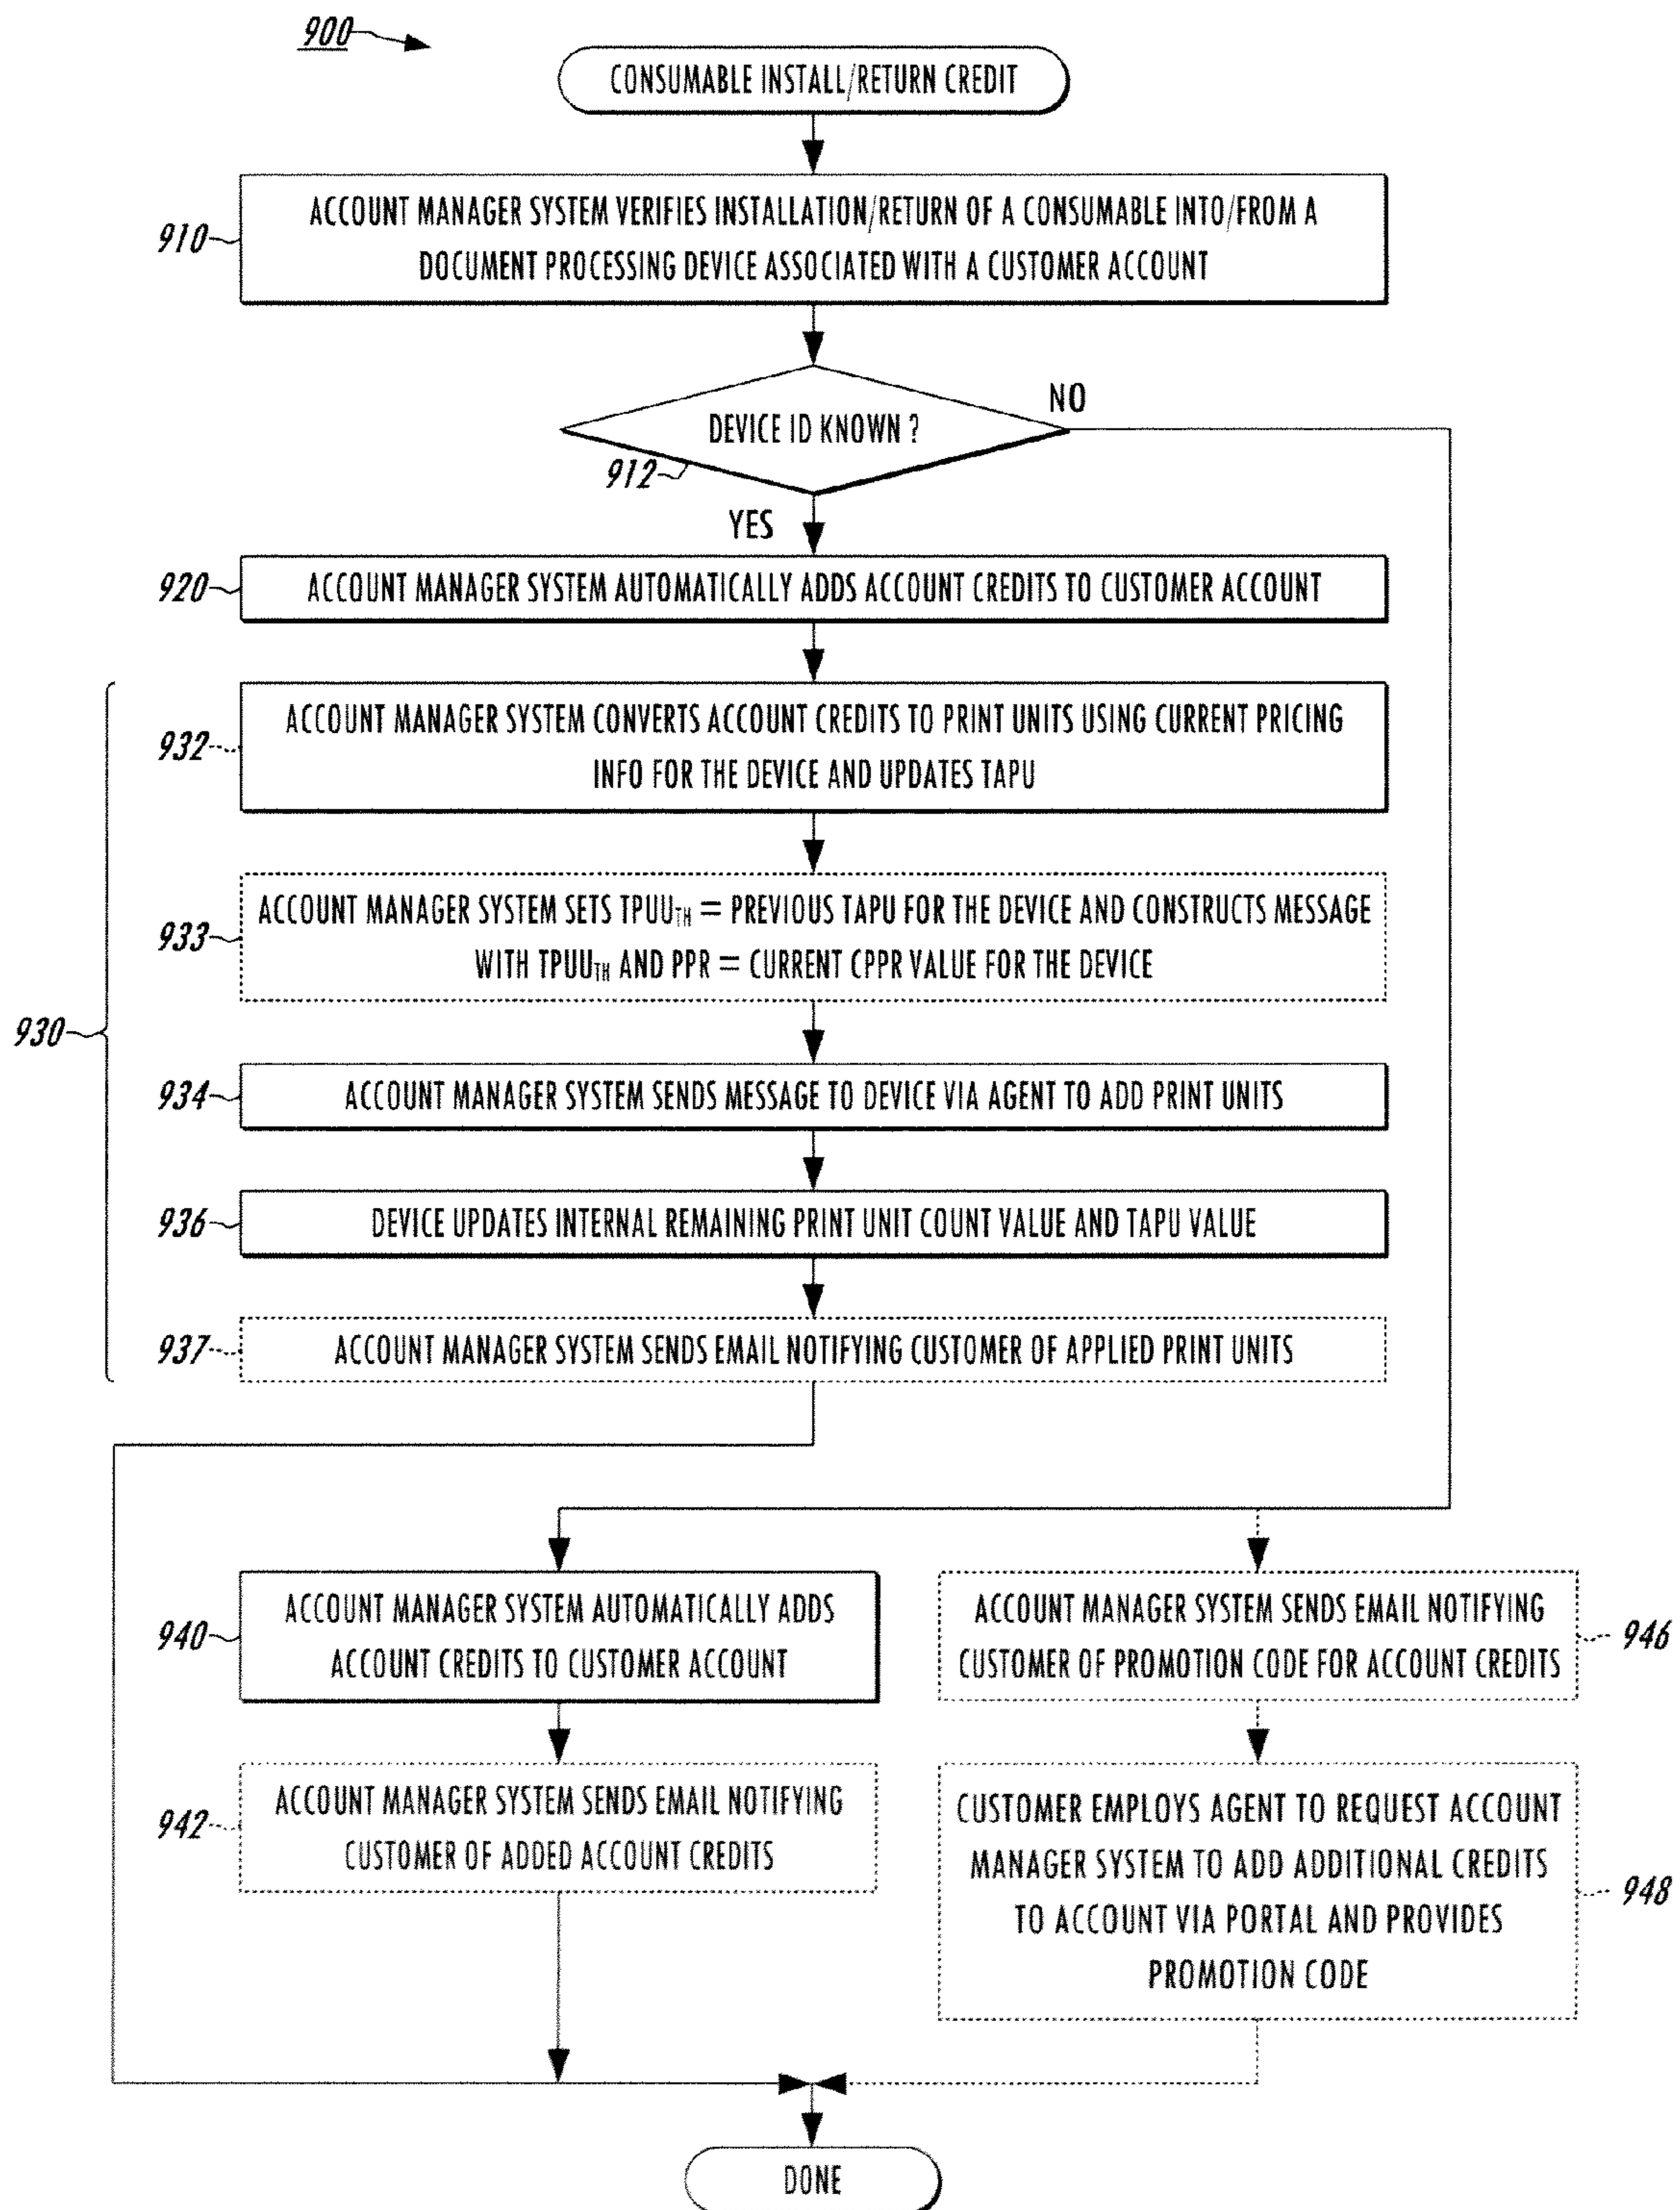 900
CONSUMABLE INSTALL/RETURN CREDIT
910
ACCOUNT MANAGER SYSTEM VERIFIES INSTALLATION/RETURN OF A CONSUMABLE INTO/FROM A
DOCUMENT PROCESSING DEVICE ASSOCIATED WITH A CUSTOMER ACCOUNT
DEVICE ID KNOWN ?
NO
912
YES
920
ACCOUNT MANAGER SYSTEM AUTOMATICALLY ADDS ACCOUNT CREDITS TO CUSTOMER ACCOUNT
930
932
ACCOUNT MANAGER SYSTEM CONVERTS ACCOUNT CREDITS TO PRINT UNITS USING CURRENT PRICING
INFO FOR THE DEVICE AND UPDATES TAPU
933
ACCOUNT MANAGER SYSTEM SETS TPUUTH = PREVIOUS TAPU FOR THE DEVICE AND CONSTRUCTS MESSAGE
WITH TPUUTH AND PPR = CURRENT CPPR VALUE FOR THE DEVICE
934
ACCOUNT MANAGER SYSTEM SENDS MESSAGE TO DEVICE VIA AGENT TO ADD PRINT UNITS
936
DEVICE UPDATES INTERNAL REMAINING PRINT UNIT COUNT VALUE AND TAPU VALUE
937
ACCOUNT MANAGER SYSTEM SENDS EMAIL NOTIFYING CUSTOMER OF APPLIED PRINT UNITS
940
ACCOUNT MANAGER SYSTEM AUTOMATICALLY ADDS
ACCOUNT CREDITS TO CUSTOMER ACCOUNT
942
ACCOUNT MANAGER SYSTEM SENDS EMAIL NOTIFYING
CUSTOMER OF ADDED ACCOUNT CREDITS
946
ACCOUNT MANAGER SYSTEM SENDS EMAIL NOTIFYING
CUSTOMER OF PROMOTION CODE FOR ACCOUNT CREDITS
948
CUSTOMER EMPLOYS AGENT TO REQUEST ACCOUNT
MANAGER SYSTEM TO ADD ADDITIONAL CREDITS
TO ACCOUNT VIA PORTAL AND PROVIDES
PROMOTION CODE
DONE